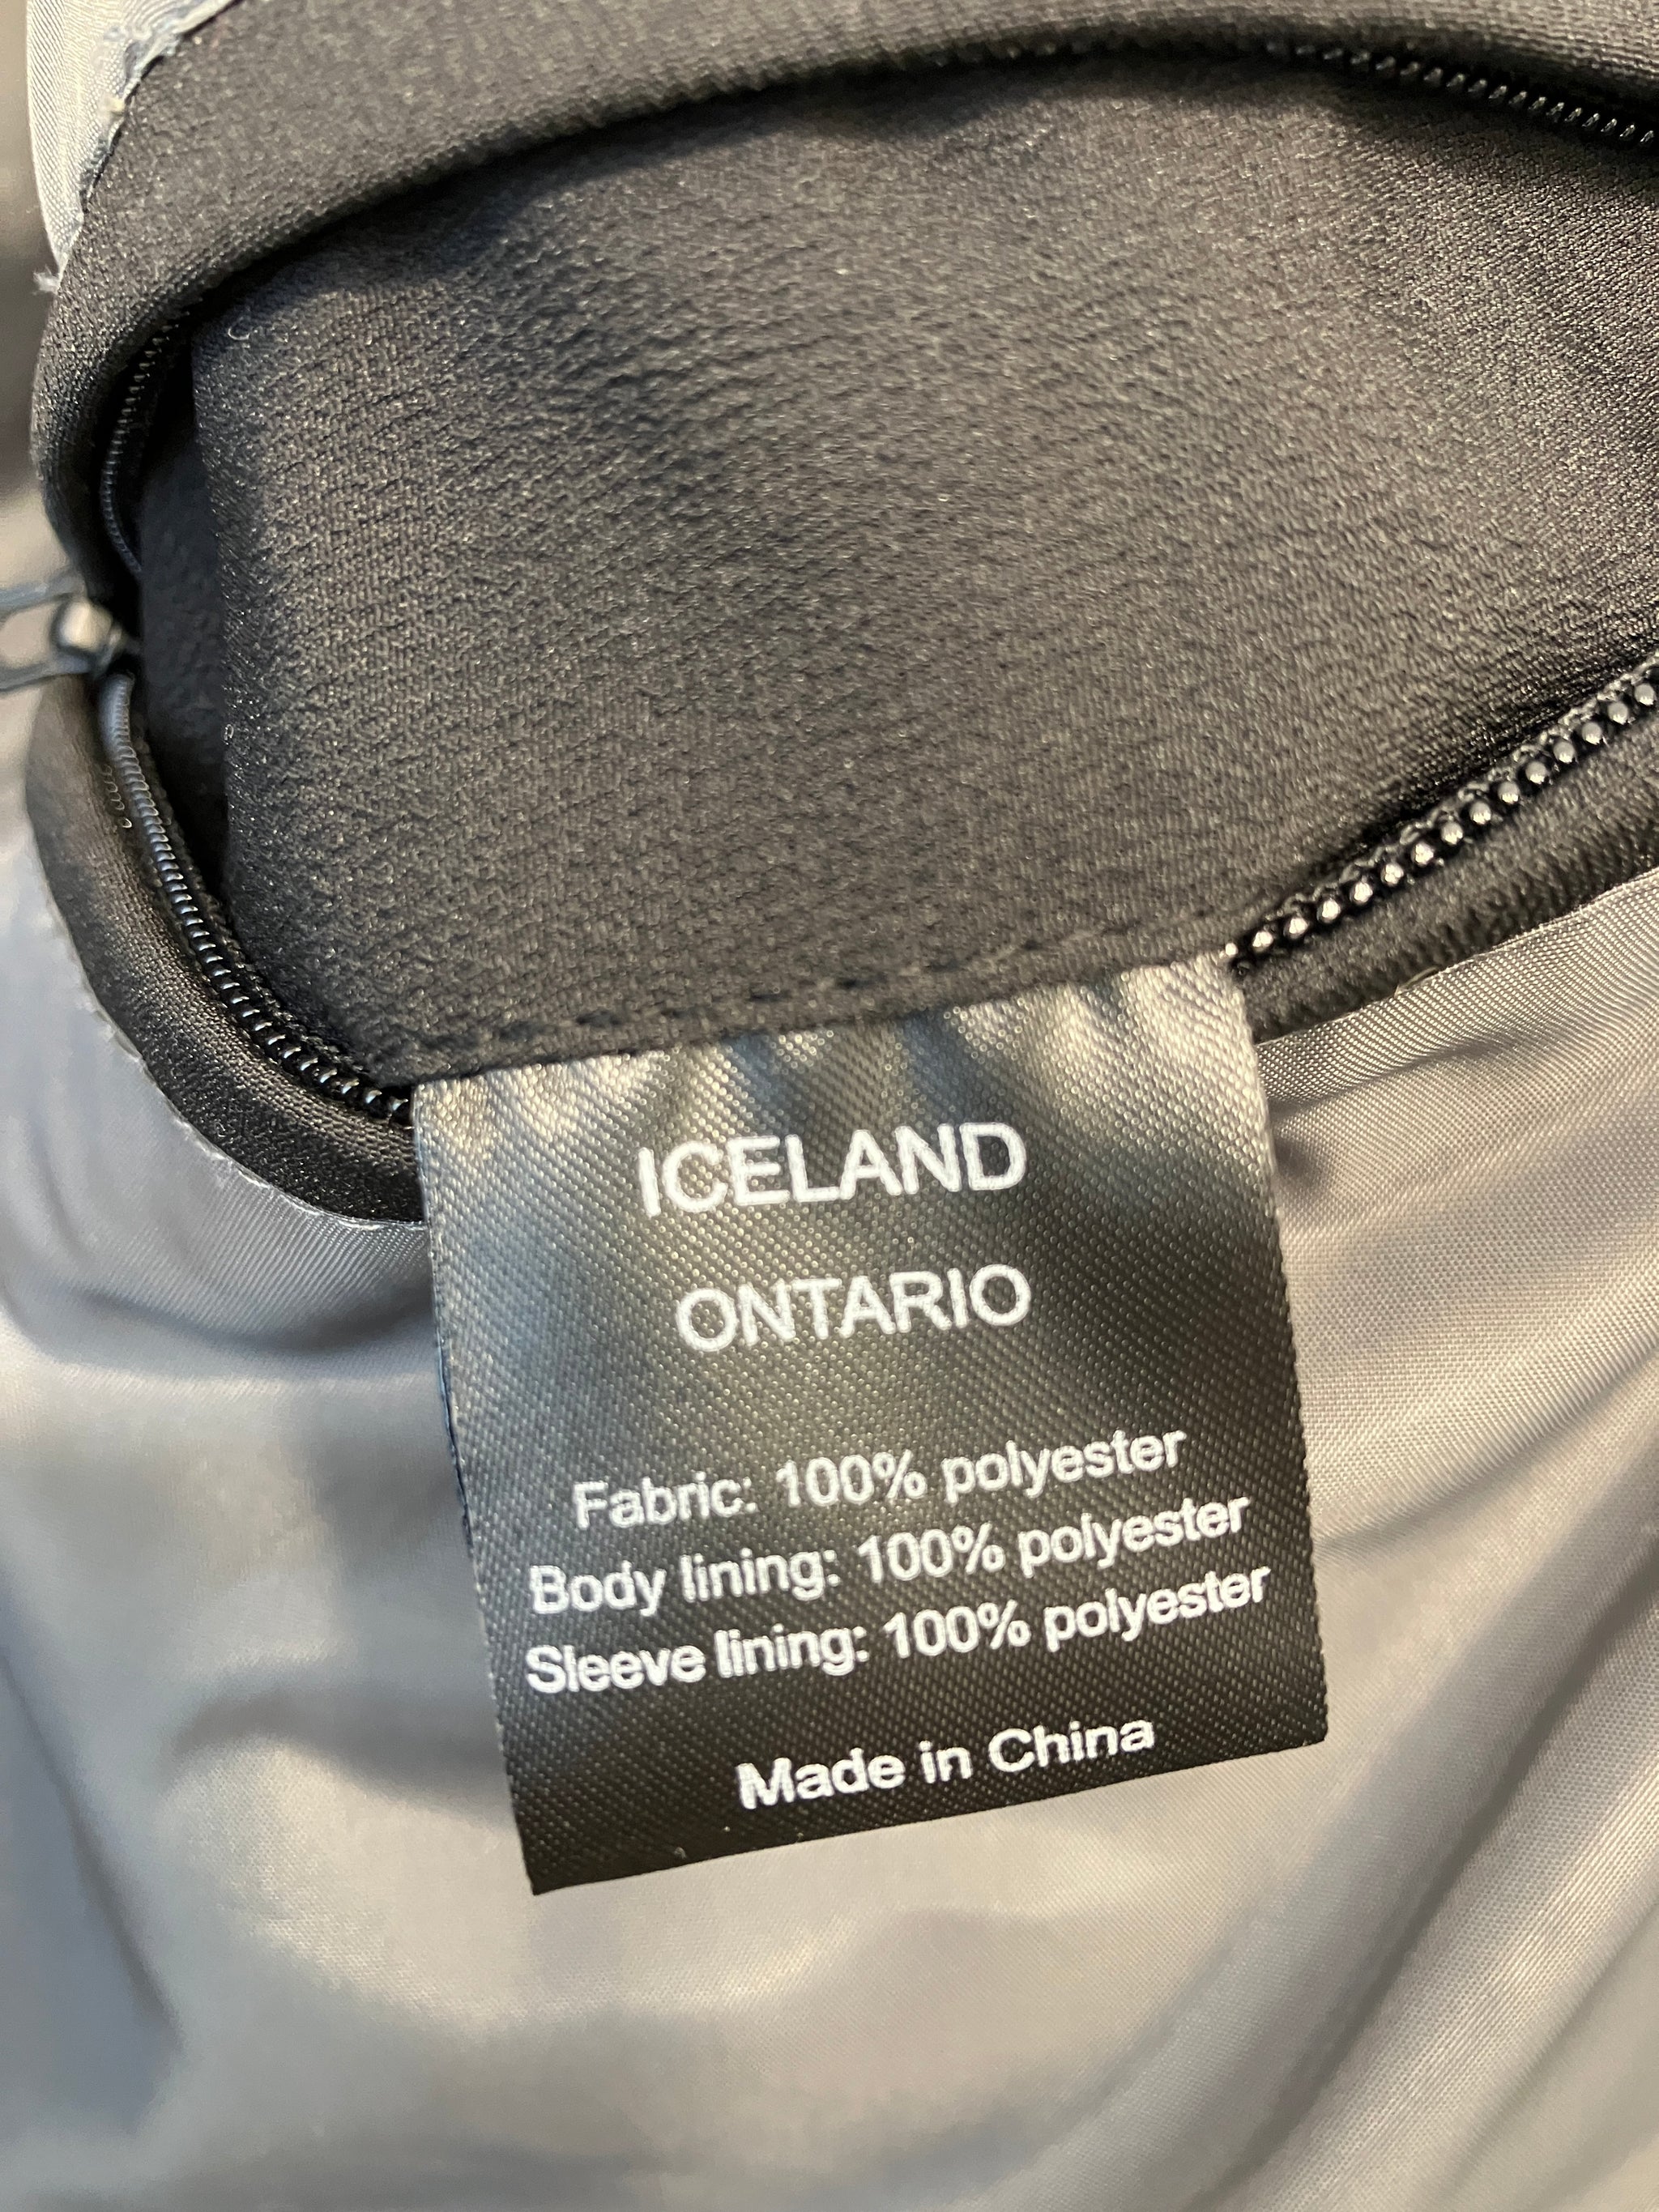 ICELAND
ONTARIO
Fabric: 100% polyester
Body lining: 100% polyester
Sleeve lining: 100% polyester
Made in China